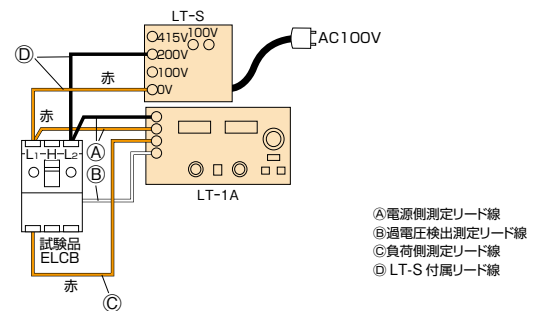 LT-S
415V
100V
200V
100V
0V
AC100V
Ⓓ
赤
赤
Ⓐ
Ⓑ
LT-1A
L1 H L2
試験品
ELCB
赤
Ⓒ
Ⓐ電源側測定リード線
Ⓑ過電圧検出測定リード線
Ⓒ負荷側測定リード線
Ⓓ LT-S 付属リード線